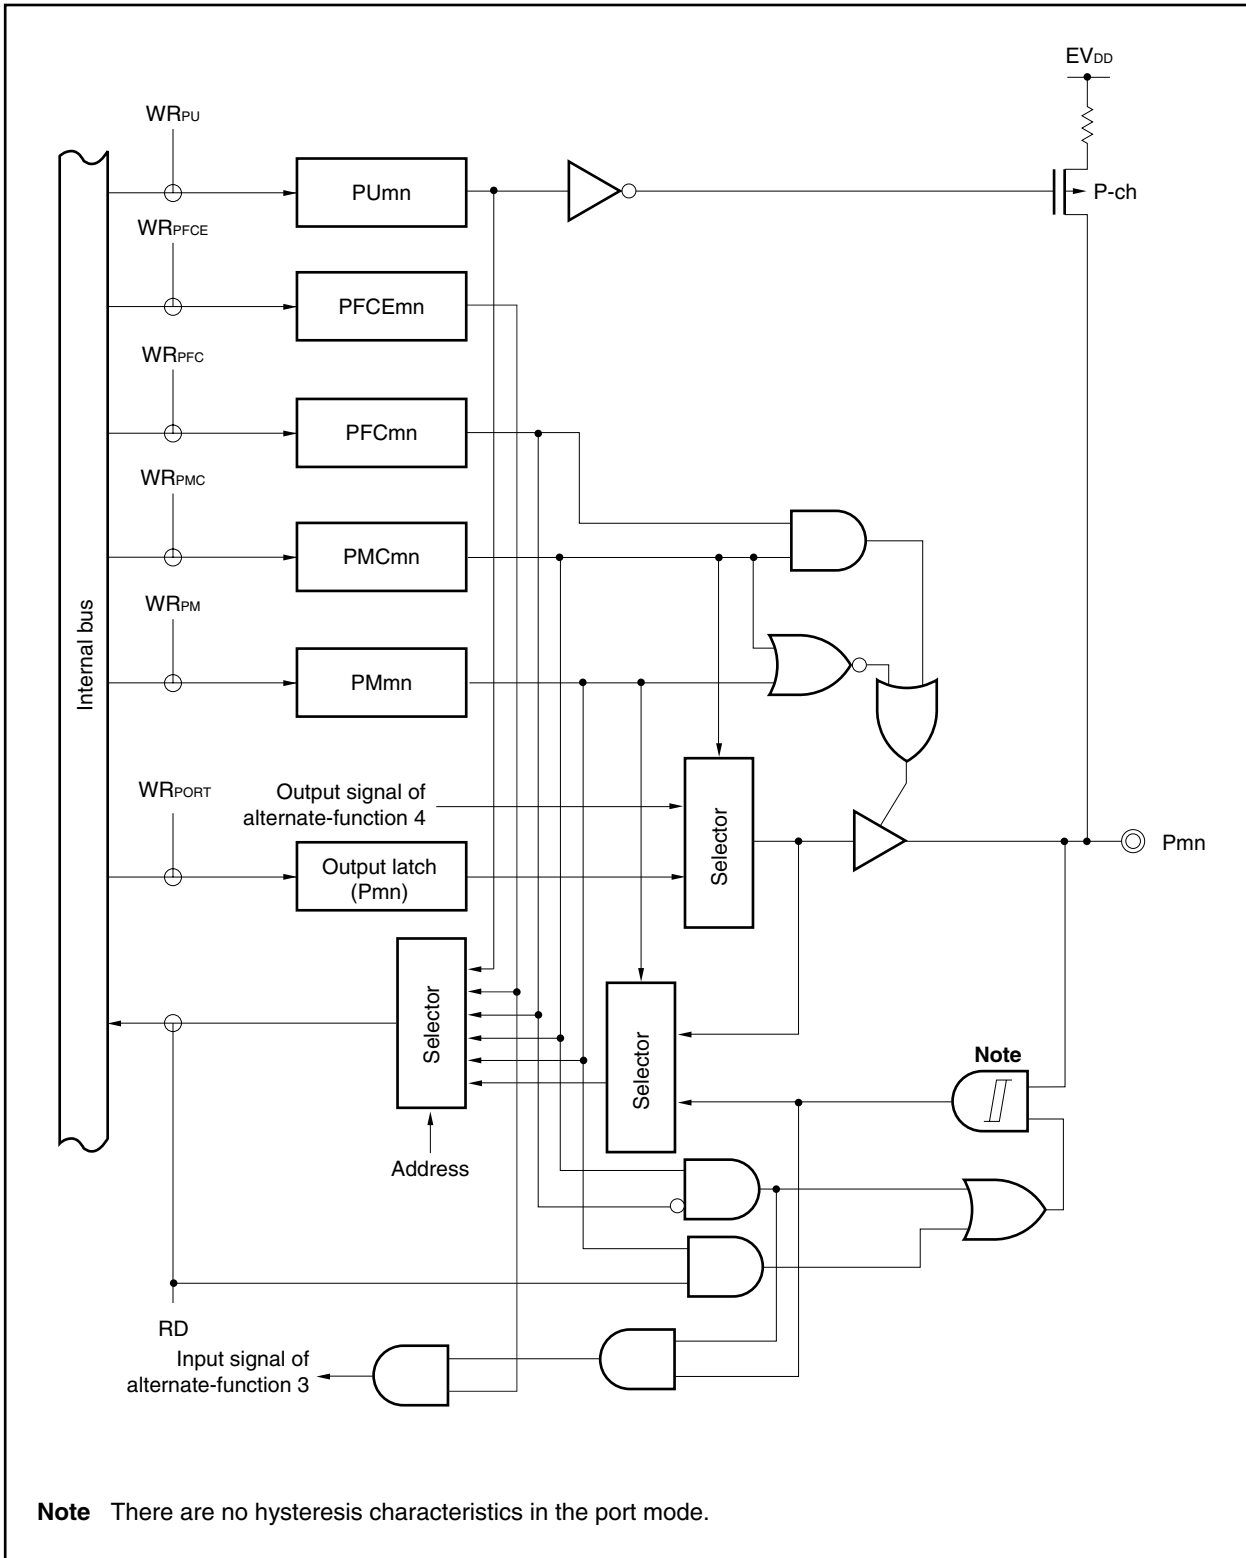 EVDD
WRPU
PUmn
P-ch
WRPFCE
PFCEmn
WRPFC
PFCmn
WRPMC
PMCmn
WRPM
PMmn
Internal bus
WRPORT
Output signal of
alternate-function 4
Selector
Output latch
(Pmn)
Pmn
Selector
Selector
Note
Address
RD
Input signal of
alternate-function 3
Note There are no hysteresis characteristics in the port mode.